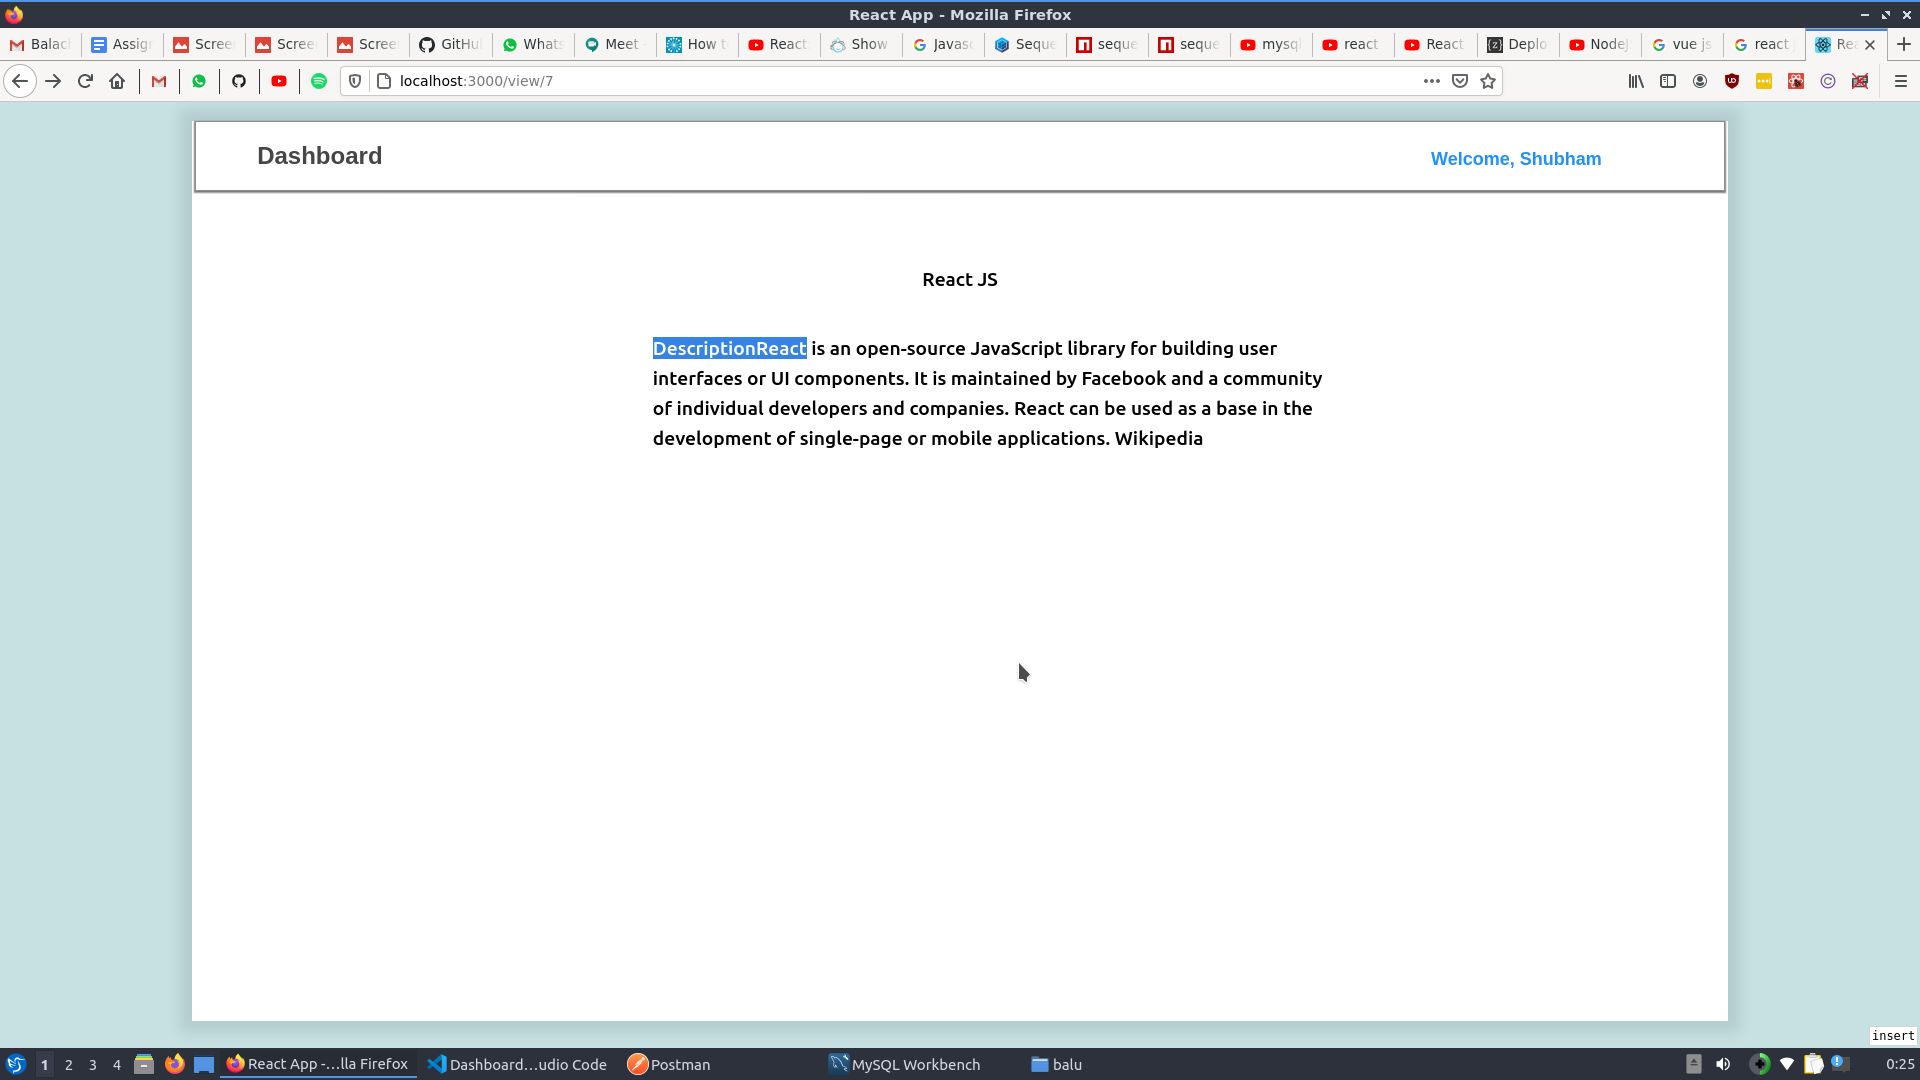 React App - Mozilla Firefox
Balac
Assig
Scree
Scree
Scree
GitHu
Whats
Meet
How t
React
Show
Javasc
Seque
seque
seque
mysql
react
React
Deplo
NodeJ
vue js
react
Rea
localhost:3000/view/7
Dashboard
Welcome, Shubham
React JS
DescriptionReact is an open-source JavaScript library for building user
interfaces or UI components. It is maintained by Facebook and a community
of individual developers and companies. React can be used as a base in the
development of single-page or mobile applications. Wikipedia
insert
1 2 3 4
React App -...lla Firefox
Dashboard...udio Code
Postman
MySQL Workbench
balu
0:25